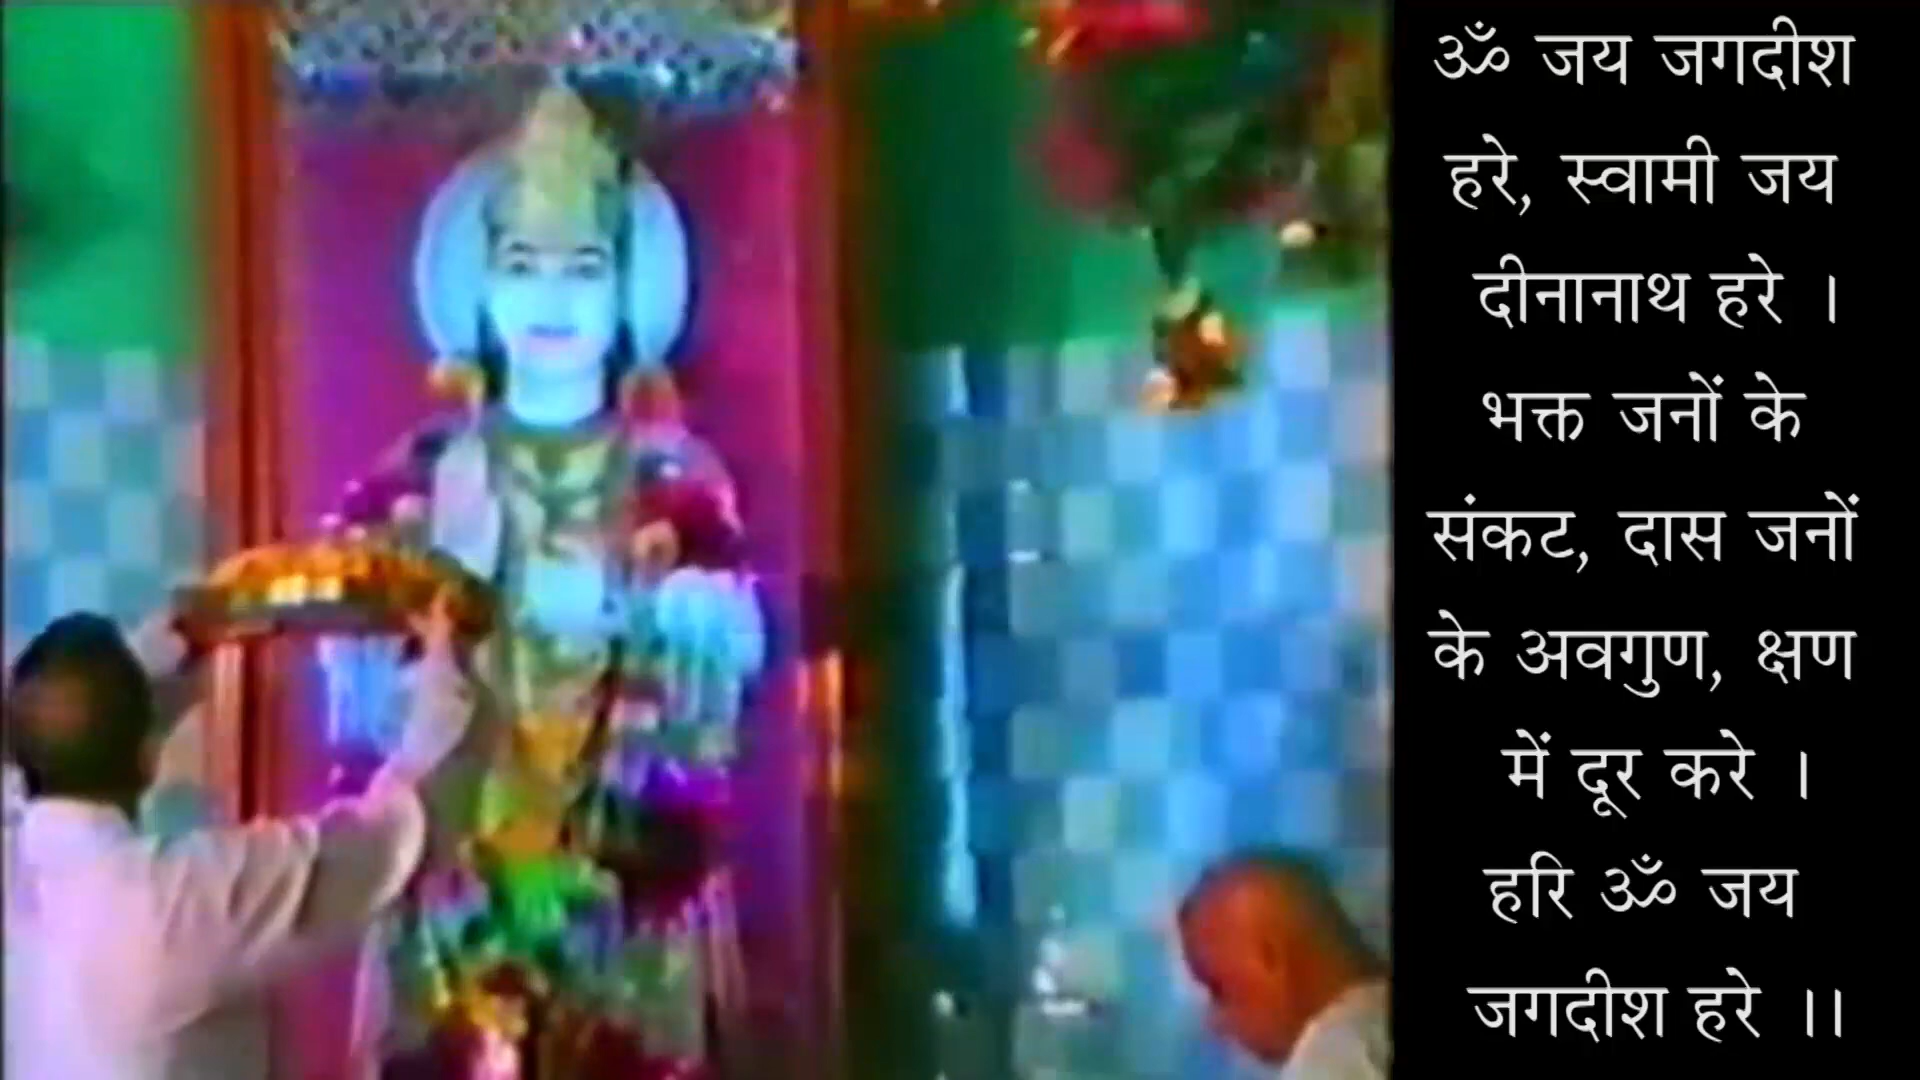 ॐ जय जगदीश
हरे, स्वामी जय
दीनानाथ हरे ।
भक्त जनों के
संकट, दास जनों
के अवगुण, क्षण
में दूर करे ।
हरि ॐ जय
जगदीश हरे ।।